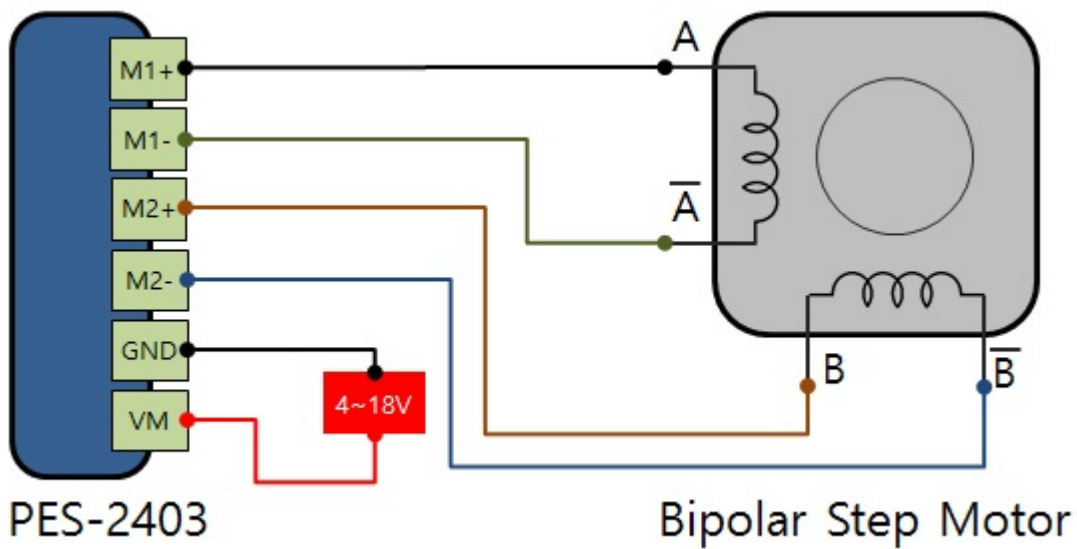 M1+
M1-
M2+
M2-
GND
VM
4~18V
A
A̅
B
B̅
PES-2403
Bipolar Step Motor